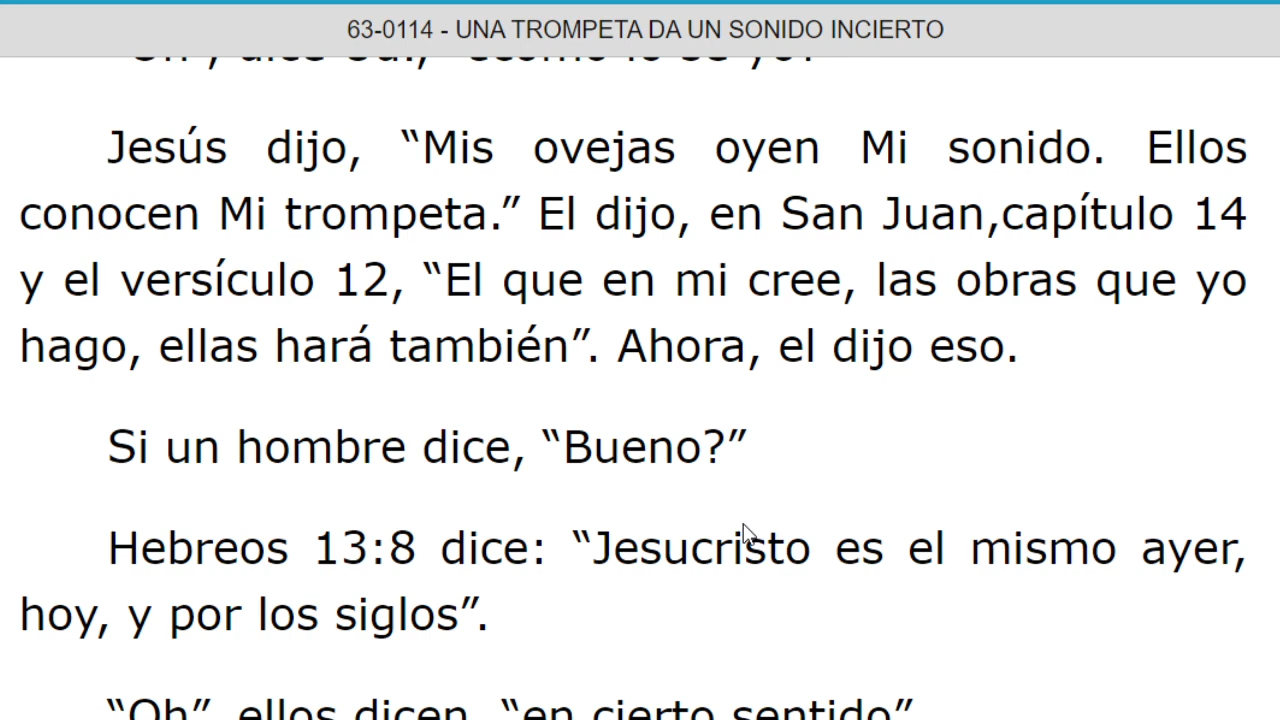 63-0114 - UNA TROMPETA DA UN SONIDO INCIERTO
Jesús dijo, “Mis ovejas oyen Mi sonido. Ellos
conocen Mi trompeta.” El dijo, en San Juan,capítulo 14
y el versículo 12, “El que en mi cree, las obras que yo
hago, ellas hará también”. Ahora, el dijo eso.
Si un hombre dice, “Bueno?”
Hebreos 13:8 dice: “Jesucristo es el mismo ayer,
hoy, y por los siglos”.
“Oh”, ellos dicen, “en cierto sentido”